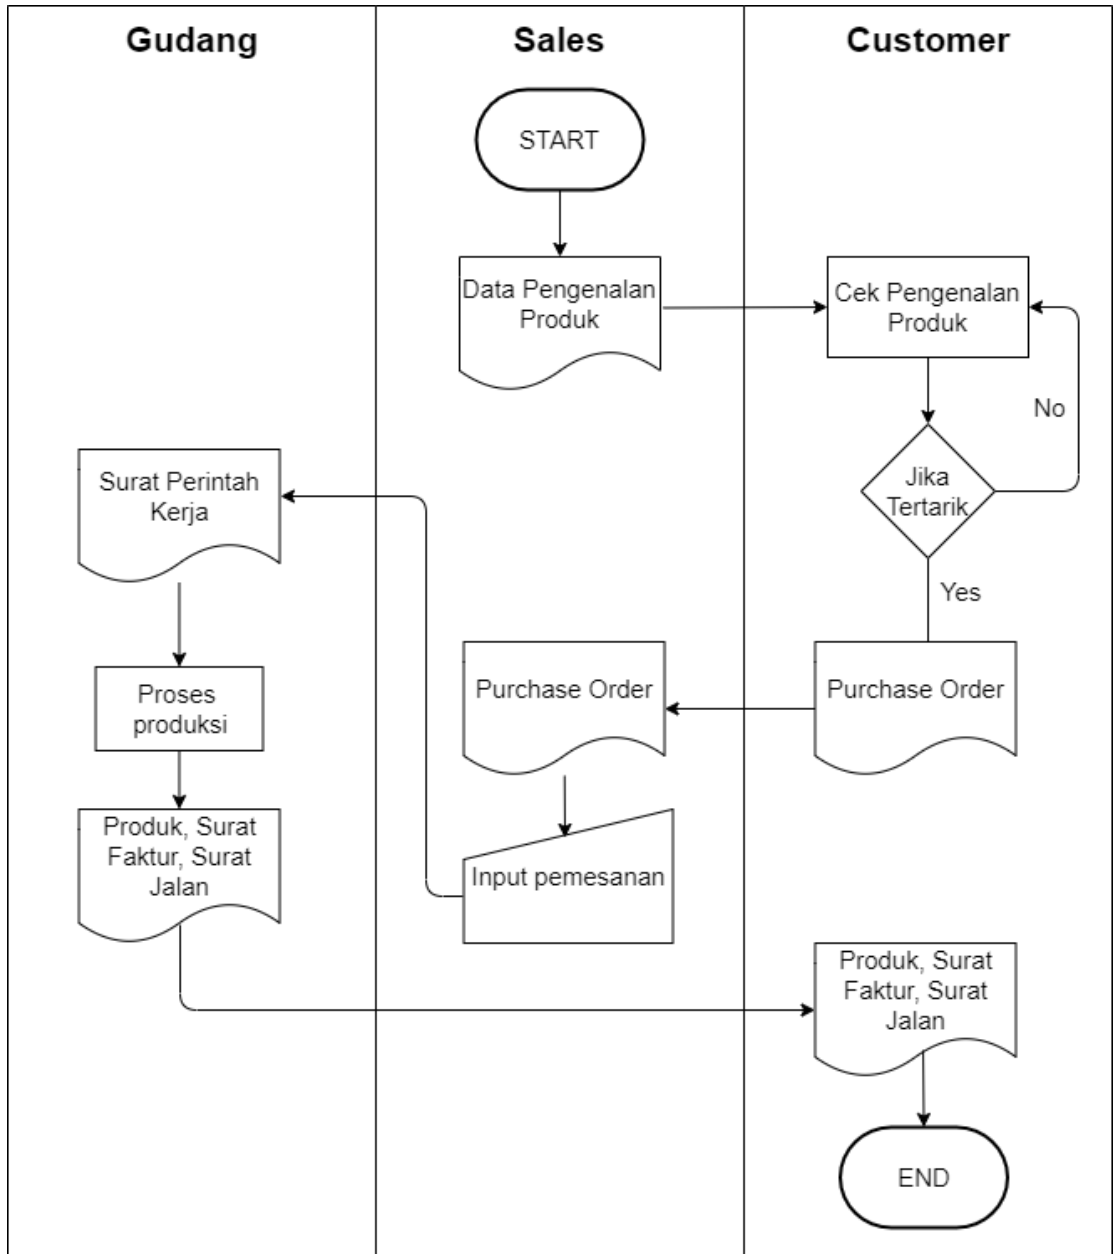 Gudang
Sales
Customer
START
Data Pengenalan
Produk
Cek Pengenalan
Produk
No
Jika
Tertarik
Yes
Surat Perintah
Kerja
Purchase Order
Purchase Order
Proses
produksi
Input pemesanan
Produk, Surat
Faktur, Surat
Jalan
Produk, Surat
Faktur, Surat
Jalan
END